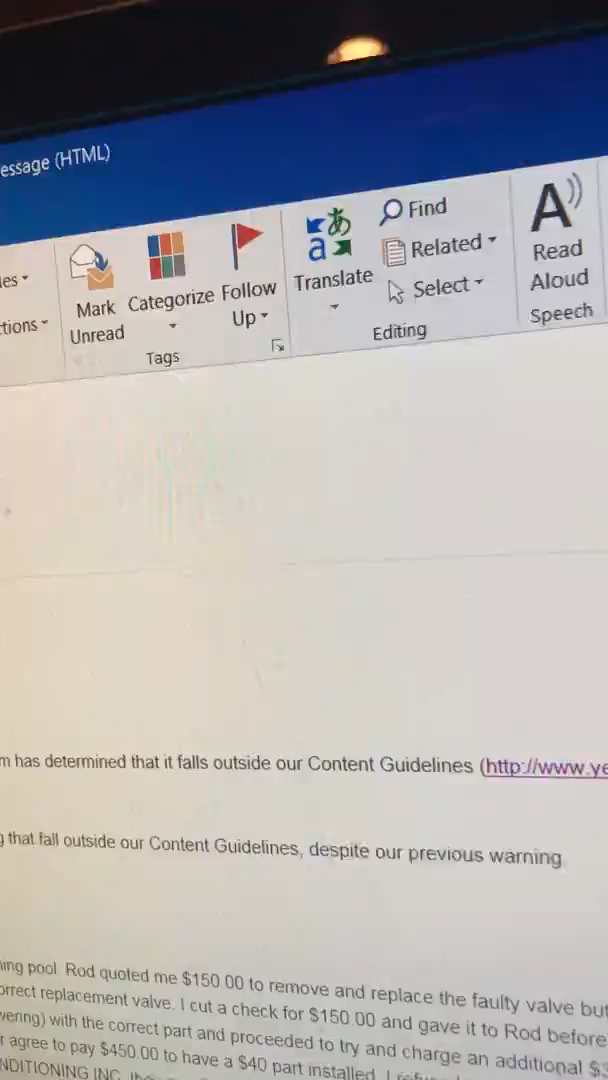 essage (HTML)
Find
Related
Select
Translate
Mark Unread
Categorize
Follow Up
Read Aloud
les
tions
Tags
Editing
Speech
m has determined that it falls outside our Content Guidelines (http://www.ye
g that fall outside our Content Guidelines, despite our previous warning
ning pool. Rod quoted me $150.00 to remove and replace the faulty valve but
orrect replacement valve. I cut a check for $150.00 and gave it to Rod before
wering) with the correct part and proceeded to try and charge an additional $
r agree to pay $450.00 to have a $40 part installed. I
NDITIONING INC.